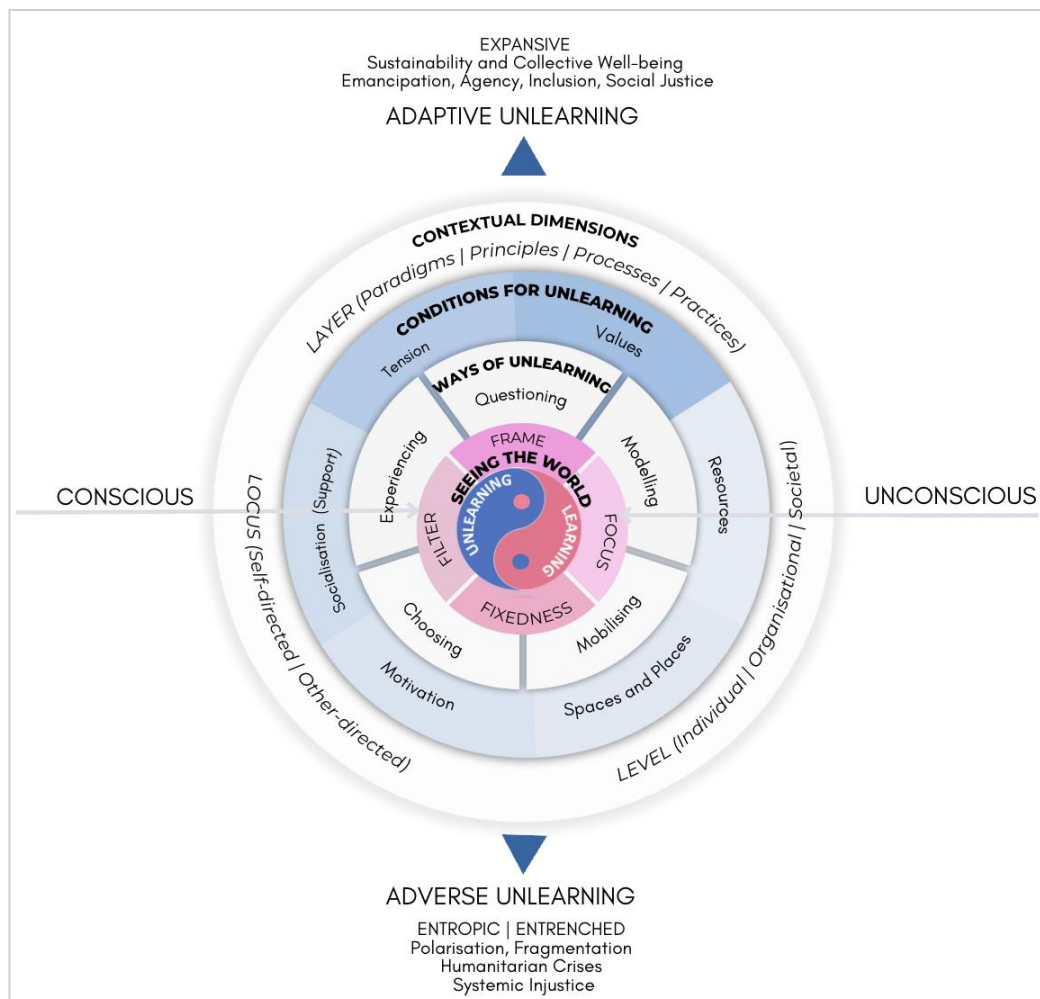 EXPANSIVE
Sustainability and Collective Well-being
Emancipation, Agency, Inclusion, Social Justice
ADAPTIVE UNLEARNING
CONTEXTUAL DIMENSIONS
LAYER (Paradigms | Principles | Processes | Practices)
CONDITIONS FOR UNLEARNING
Tension
Values
WAYS OF UNLEARNING
Questioning
FRAME
SEEING THE WORLD
Experiencing
Modelling
Socialisation (Support)
Resources
CONSCIOUS
UNCONSCIOUS
LOCUS (Self-directed | Other-directed)
LEVEL (Individual | Organisational | Societal)
FILTER
UNLEARNING
LEARNING
FOCUS
FIXEDNESS
Choosing
Mobilising
Motivation
Spaces and Places
ADVERSE UNLEARNING
ENTROPIC | ENTRENCHED
Polarisation, Fragmentation
Humanitarian Crises
Systemic Injustice